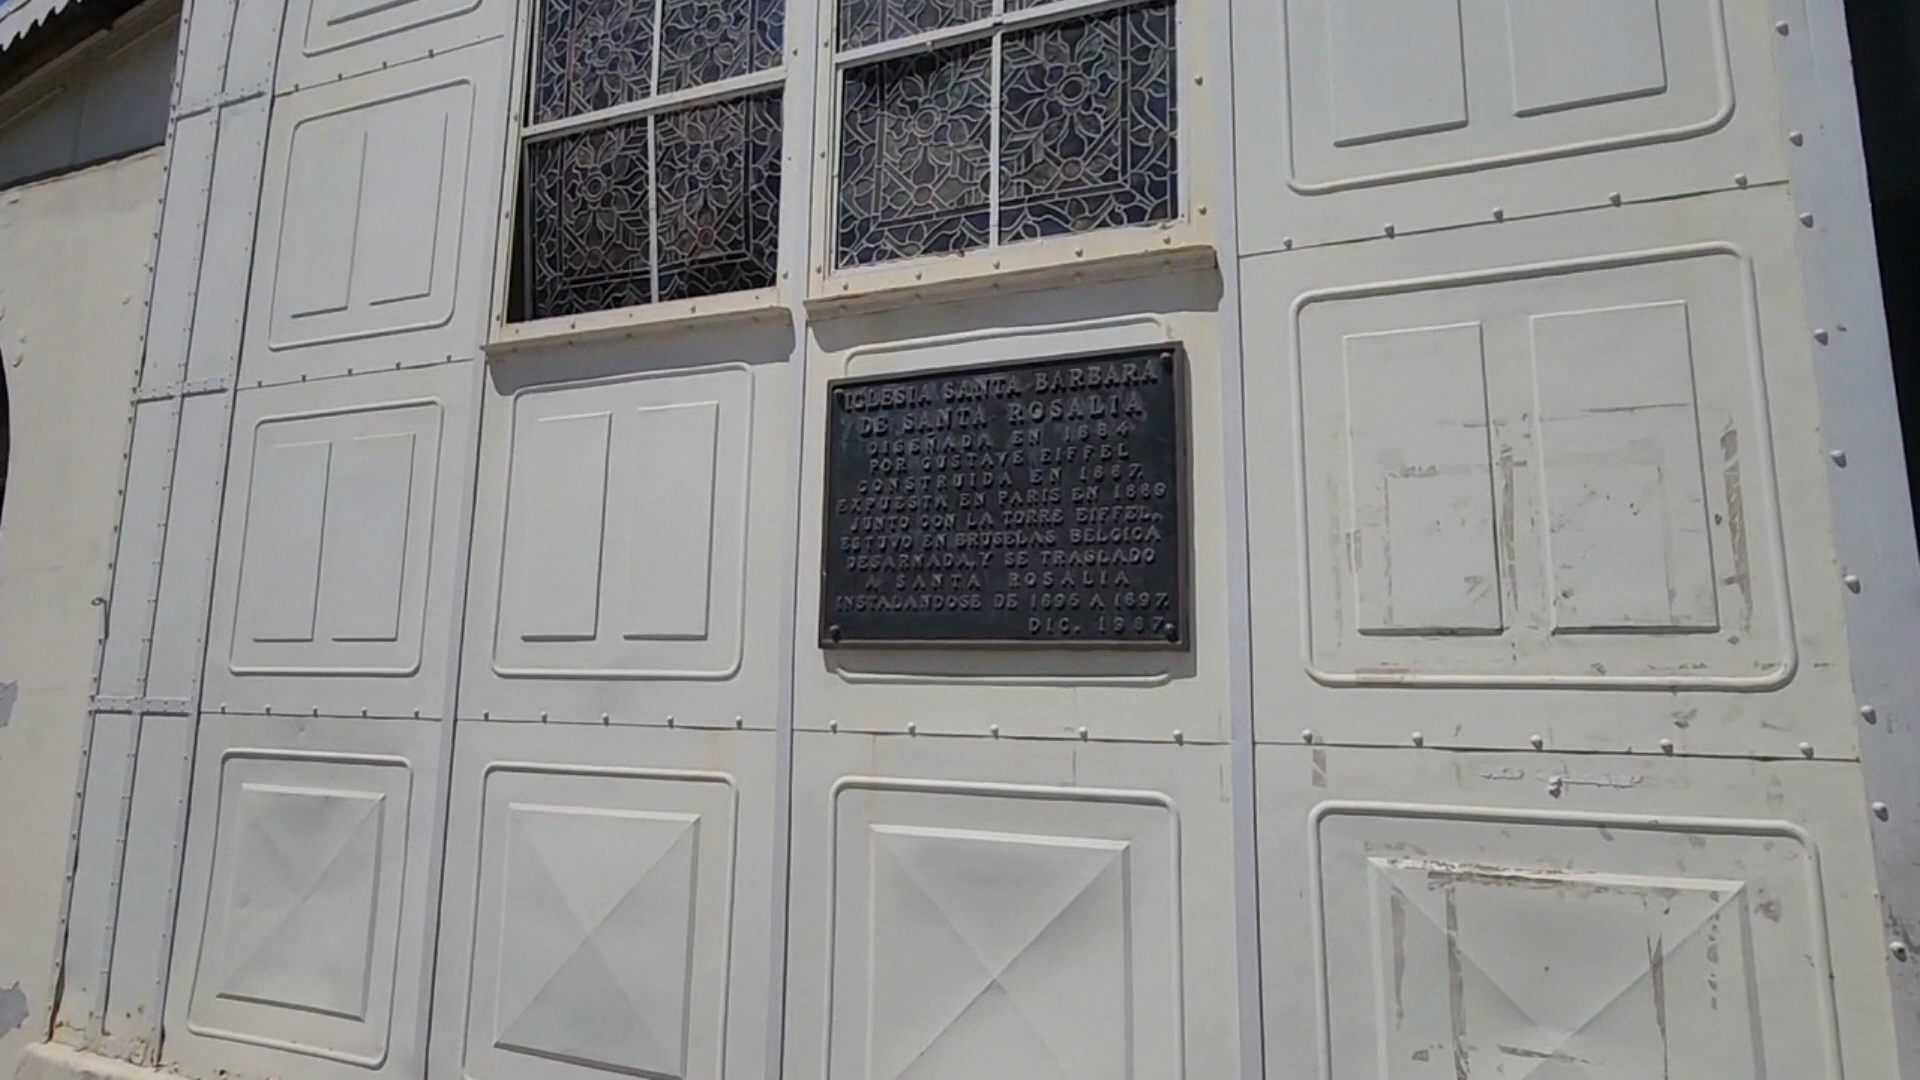 IGLESIA SANTA BARBARA
DE SANTA ROSALIA
DISEÑADA EN 1884
POR GUSTAVE EIFFEL
CONSTRUIDA EN 1887.
EXPUESTA EN PARIS EN 1889
JUNTO CON LA TORRE EIFFEL.
ESTUVO EN BRUSELAS BELGICA
DESARMADA, Y SE TRASLADO
A SANTA ROSALIA
INSTALANDOSE DE 1895 A 1897.
DIC. 1987